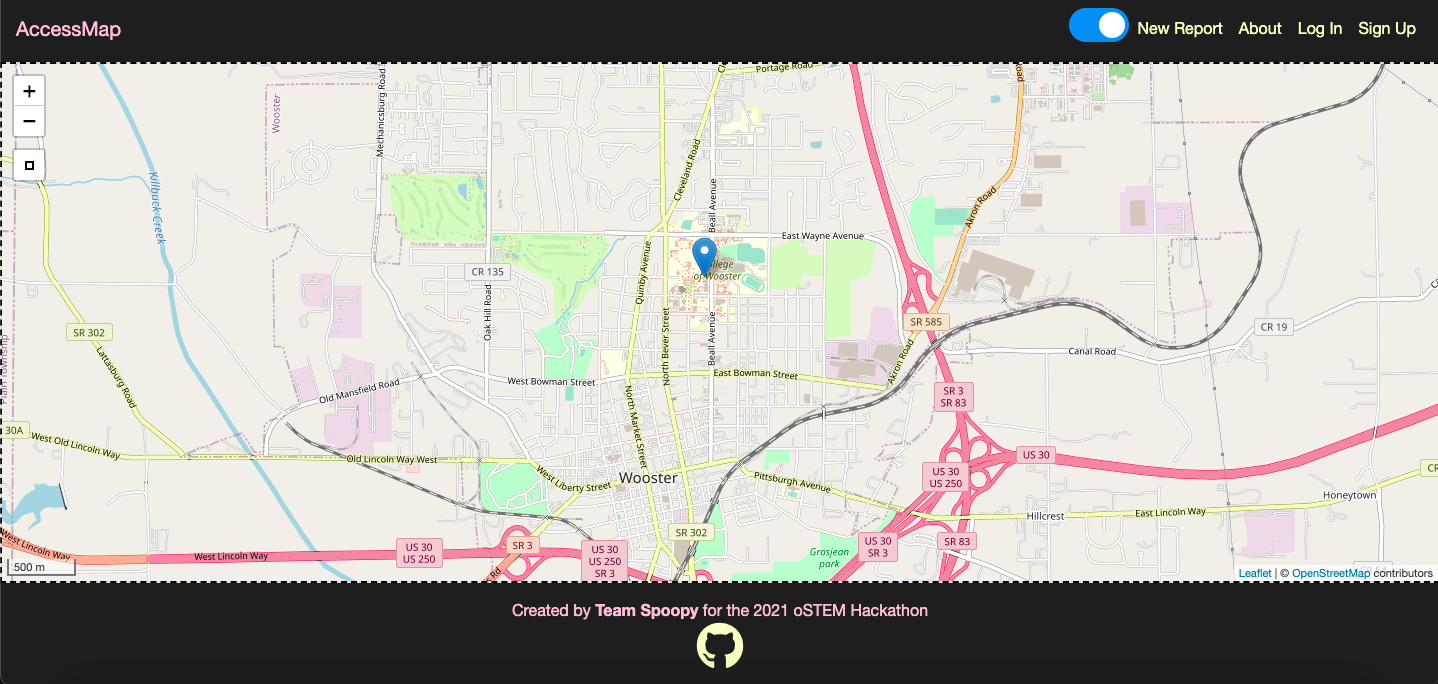 AccessMap
New Report
About
Log In
Sign Up
+
−
Portage Road
Wooster
Mechanicsburg Road
Cleveland Road
Beall Avenue
Akron Road
Killbuck Creek
East Wayne Avenue
CR 135
Quinby Avenue
of Wooster
Oak Hill Road
North Bever Street
Beall Avenue
SR 585
CR 19
SR 302
Lattasburg Road
Akron Road
Canal Road
West Bowman Street
East Bowman Street
Old Mansfield Road
North Market Street
SR 3
SR 83
30A
West Old Lincoln Way
Old Lincoln Way West
US 30
West Liberty Street
Wooster
Pittsburgh Avenue
US 30
US 250
Honeytown
Hillcrest
East Lincoln Way
SR 302
West Lincoln Way
West Lincoln Way
US 30
US 250
SR 3
US 30
US 250
SR 3
Grosjean
park
US 30
SR 3
SR 83
500 m
Leaflet | © OpenStreetMap contributors
Created by Team Spoopy for the 2021 oSTEM Hackathon